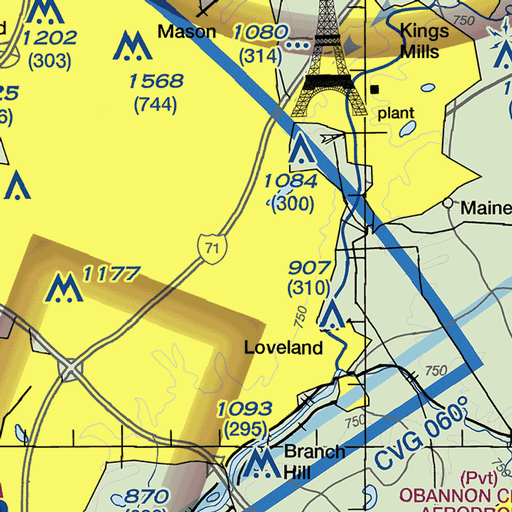 1202
(303)
Mason
1080
(314)
Kings
Mills
750
1568
(744)
plant
1084
(300)
Maine
71
1177
907
(310)
750
Loveland
750
1093
(295)
750
Branch
Hill
CVG 060°
870
(Pvt)
OBANNON C
AERODRO